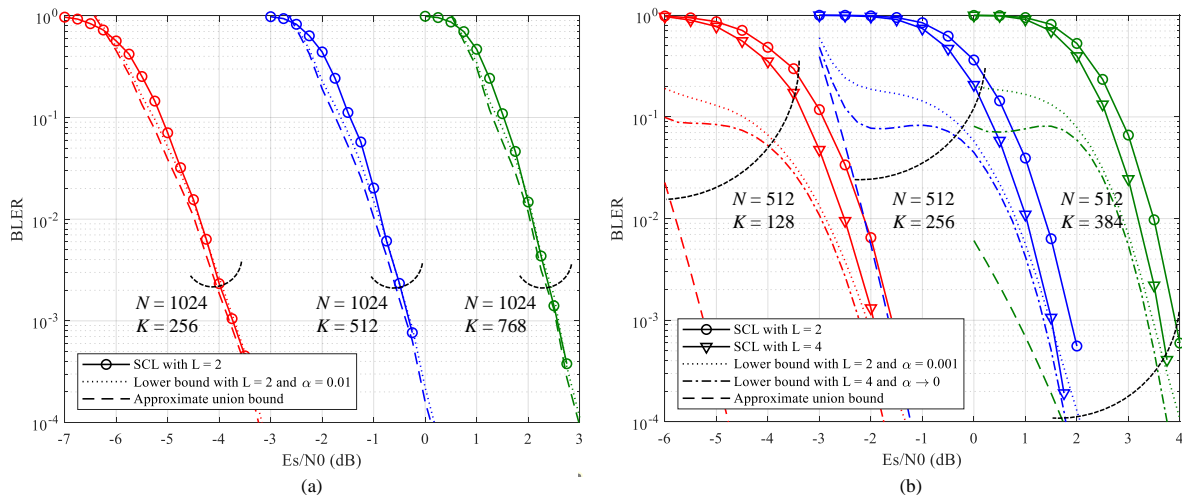 10^0
10^-1
10^-2
10^-3
10^-4
BLER
N = 1024
K = 256
N = 1024
K = 512
N = 1024
K = 768
SCL with L = 2
Lower bound with L = 2 and α = 0.01
Approximate union bound
-7 -6 -5 -4 -3 -2 -1 0 1 2 3
Es/N0 (dB)
(a)
10^0
10^-1
10^-2
10^-3
10^-4
BLER
N = 512
K = 128
N = 512
K = 256
N = 512
K = 384
SCL with L = 2
SCL with L = 4
Lower bound with L = 2 and α = 0.001
Lower bound with L = 4 and α → 0
Approximate union bound
-6 -5 -4 -3 -2 -1 0 1 2 3 4
Es/N0 (dB)
(b)